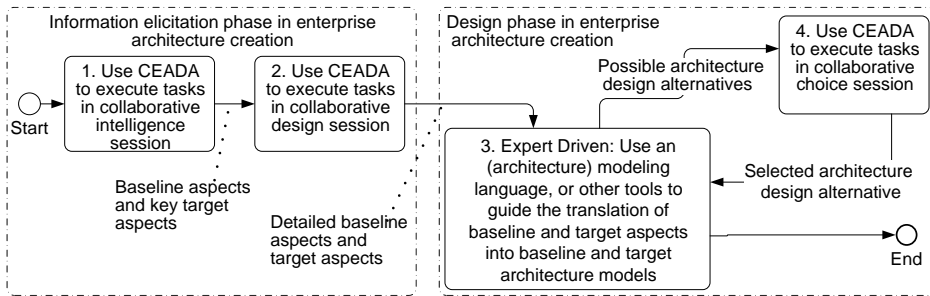 Information elicitation phase in enterprise
architecture creation
Start
1. Use CEADA
to execute tasks
in collaborative
intelligence
session
2. Use CEADA
to execute tasks
in collaborative
design session
Baseline aspects
and key target
aspects
Detailed baseline
aspects and
target aspects
Design phase in enterprise
architecture creation
Possible architecture
design alternatives
4. Use CEADA
to execute tasks
in collaborative
choice session
3. Expert Driven: Use an
(architecture) modeling
language, or other tools to
guide the translation of
baseline and target aspects
into baseline and target
architecture models
Selected architecture
design alternative
End